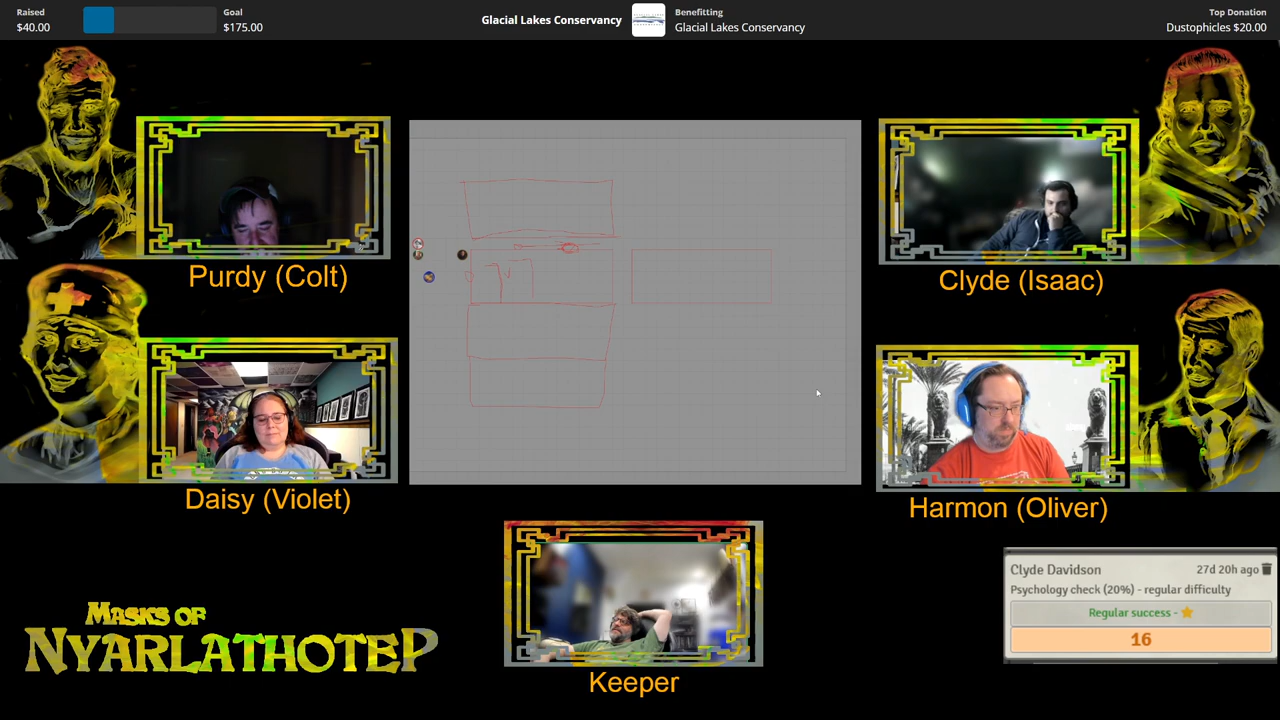 Raised
$40.00
Goal
$175.00
Glacial Lakes Conservancy
Benefitting
Glacial Lakes Conservancy
Top Donation
Dustophicles $20.00
Purdy (Colt)
Clyde (Isaac)
Daisy (Violet)
Harmon (Oliver)
Keeper
MASKS OF
NYARLATHOTEP
Clyde Davidson
27d 20h ago
Psychology check (20%) - regular difficulty
Regular success -
16